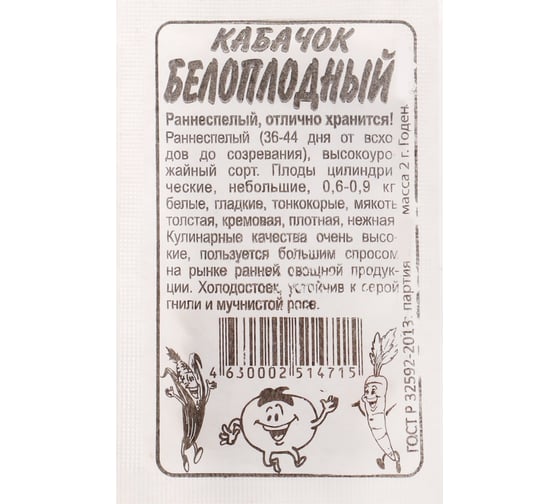 КАБАЧОК
БЕЛОПЛОДНЫЙ
Раннеспелый, отлично хранится!
Раннеспелый (36-44 дня от всхо
дов до созревания), высокоуро
жайный сорт. Плоды цилиндри
ческие, небольшие, 0,6-0,9 кг
белые, гладкие, тонкокорые, мякоть
толстая, кремовая, плотная, нежная
Кулинарные качества очень высо-
кие, пользуется большим спросом
на рынке ранней овощной продук-
ции. Холодостоек, устойчив к серой
гнили и мучнистой росе.
4 630002 514715
ГОСТ Р 32592-2013. партия масса 2 г. Годен